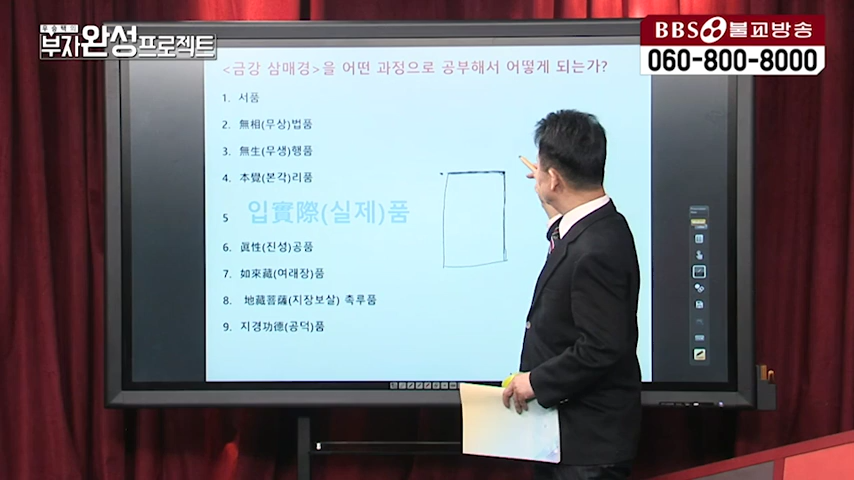 우승택의
부자완성프로젝트
BBS 불교방송
060-800-8000
<금강 삼매경>을 어떤 과정으로 공부해서 어떻게 되는가?
1. 서품
2. 無相(무상)법품
3. 無生(무생)행품
4. 本覺(본각)리품
5 입實際(실제)품
6. 眞性(진성)공품
7. 如來藏(여래장)품
8. 地藏菩薩(지장보살) 촉루품
9. 지경功德(공덕)품